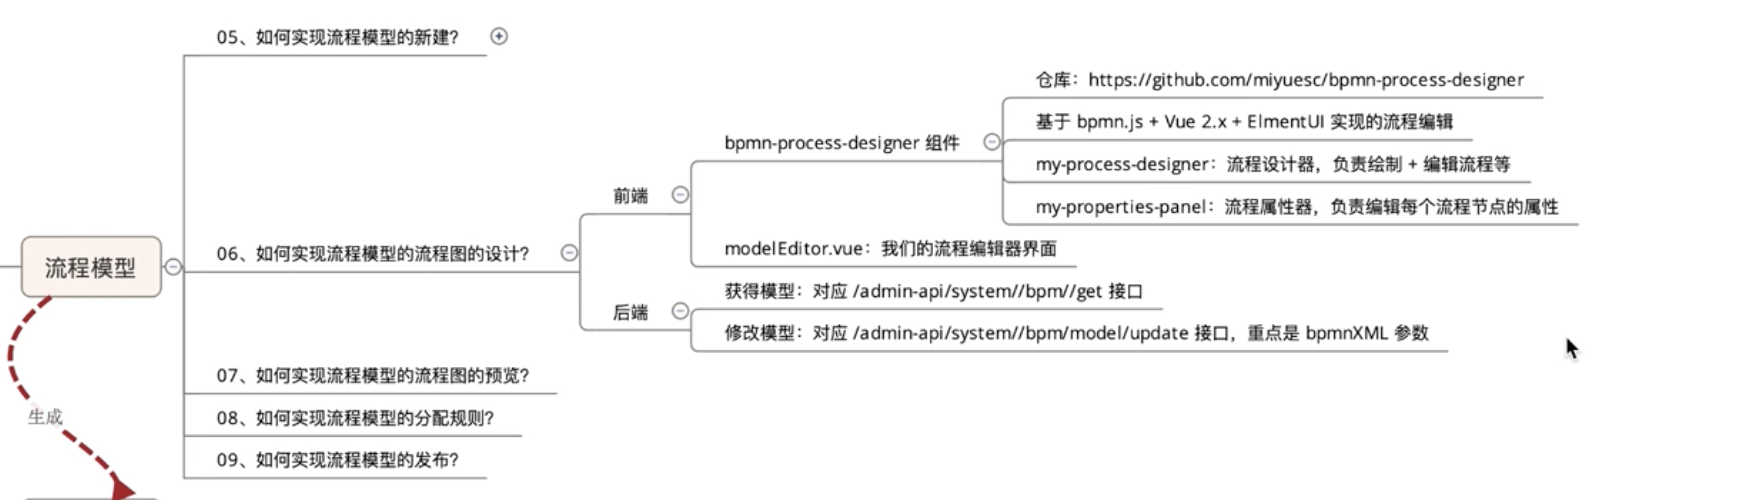 05、如何实现流程模型的新建?
仓库：https://github.com/miyuesc/bpmn-process-designer
基于 bpmn.js + Vue 2.x + ElmentUI 实现的流程编辑
bpmn-process-designer 组件
my-process-designer：流程设计器，负责绘制 + 编辑流程等
前端
my-properties-panel：流程属性器，负责编辑每个流程节点的属性
06、如何实现流程模型的流程图的设计?
modelEditor.vue：我们的流程编辑器界面
流程模型
获得模型：对应 /admin-api/system//bpm//get 接口
后端
修改模型：对应 /admin-api/system//bpm/model/update 接口，重点是 bpmnXML 参数
07、如何实现流程模型的流程图的预览?
生成
08、如何实现流程模型的分配规则?
09、如何实现流程模型的发布?